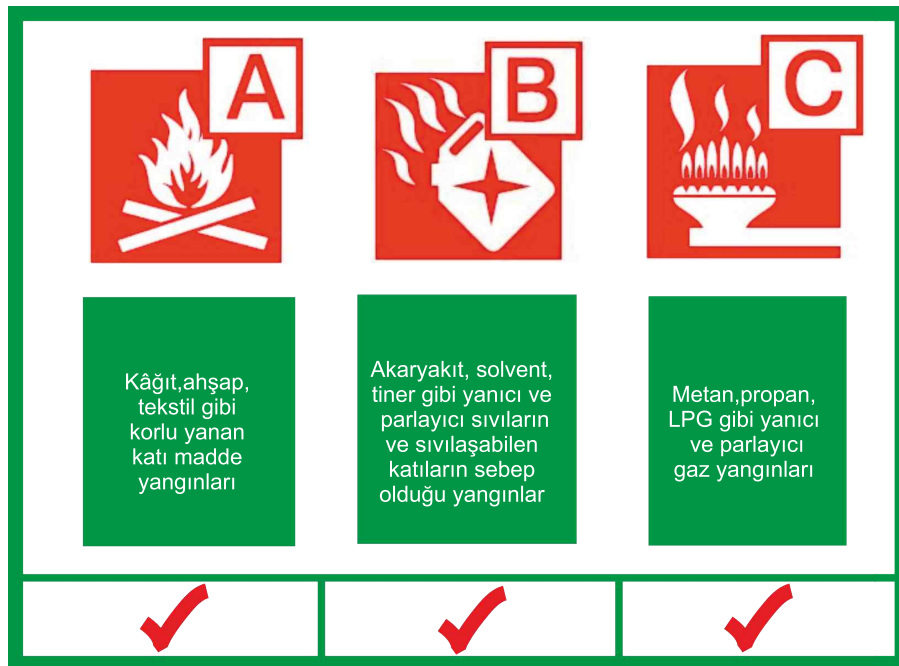 A
B
C
Kâğıt,ahşap,
tekstil gibi
korlu yanan
katı madde
yangınları
Akaryakıt, solvent,
tiner gibi yanıcı ve
parlayıcı sıvıların
ve sıvılaşabilen
katıların sebep
olduğu yangınlar
Metan,propan,
LPG gibi yanıcı
ve parlayıcı
gaz yangınları